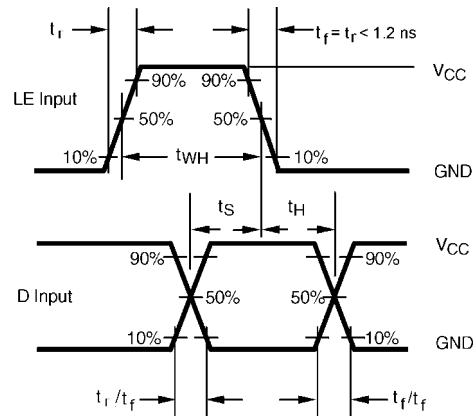 t_r
t_f = t_r < 1.2 ns
V_CC
90% 90%
LE Input
50% 50%
10% t_WH 10%
GND
t_S t_H
V_CC
90% 90%
D Input
50% 50%
10% 10%
GND
t_r/t_f t_f/t_f